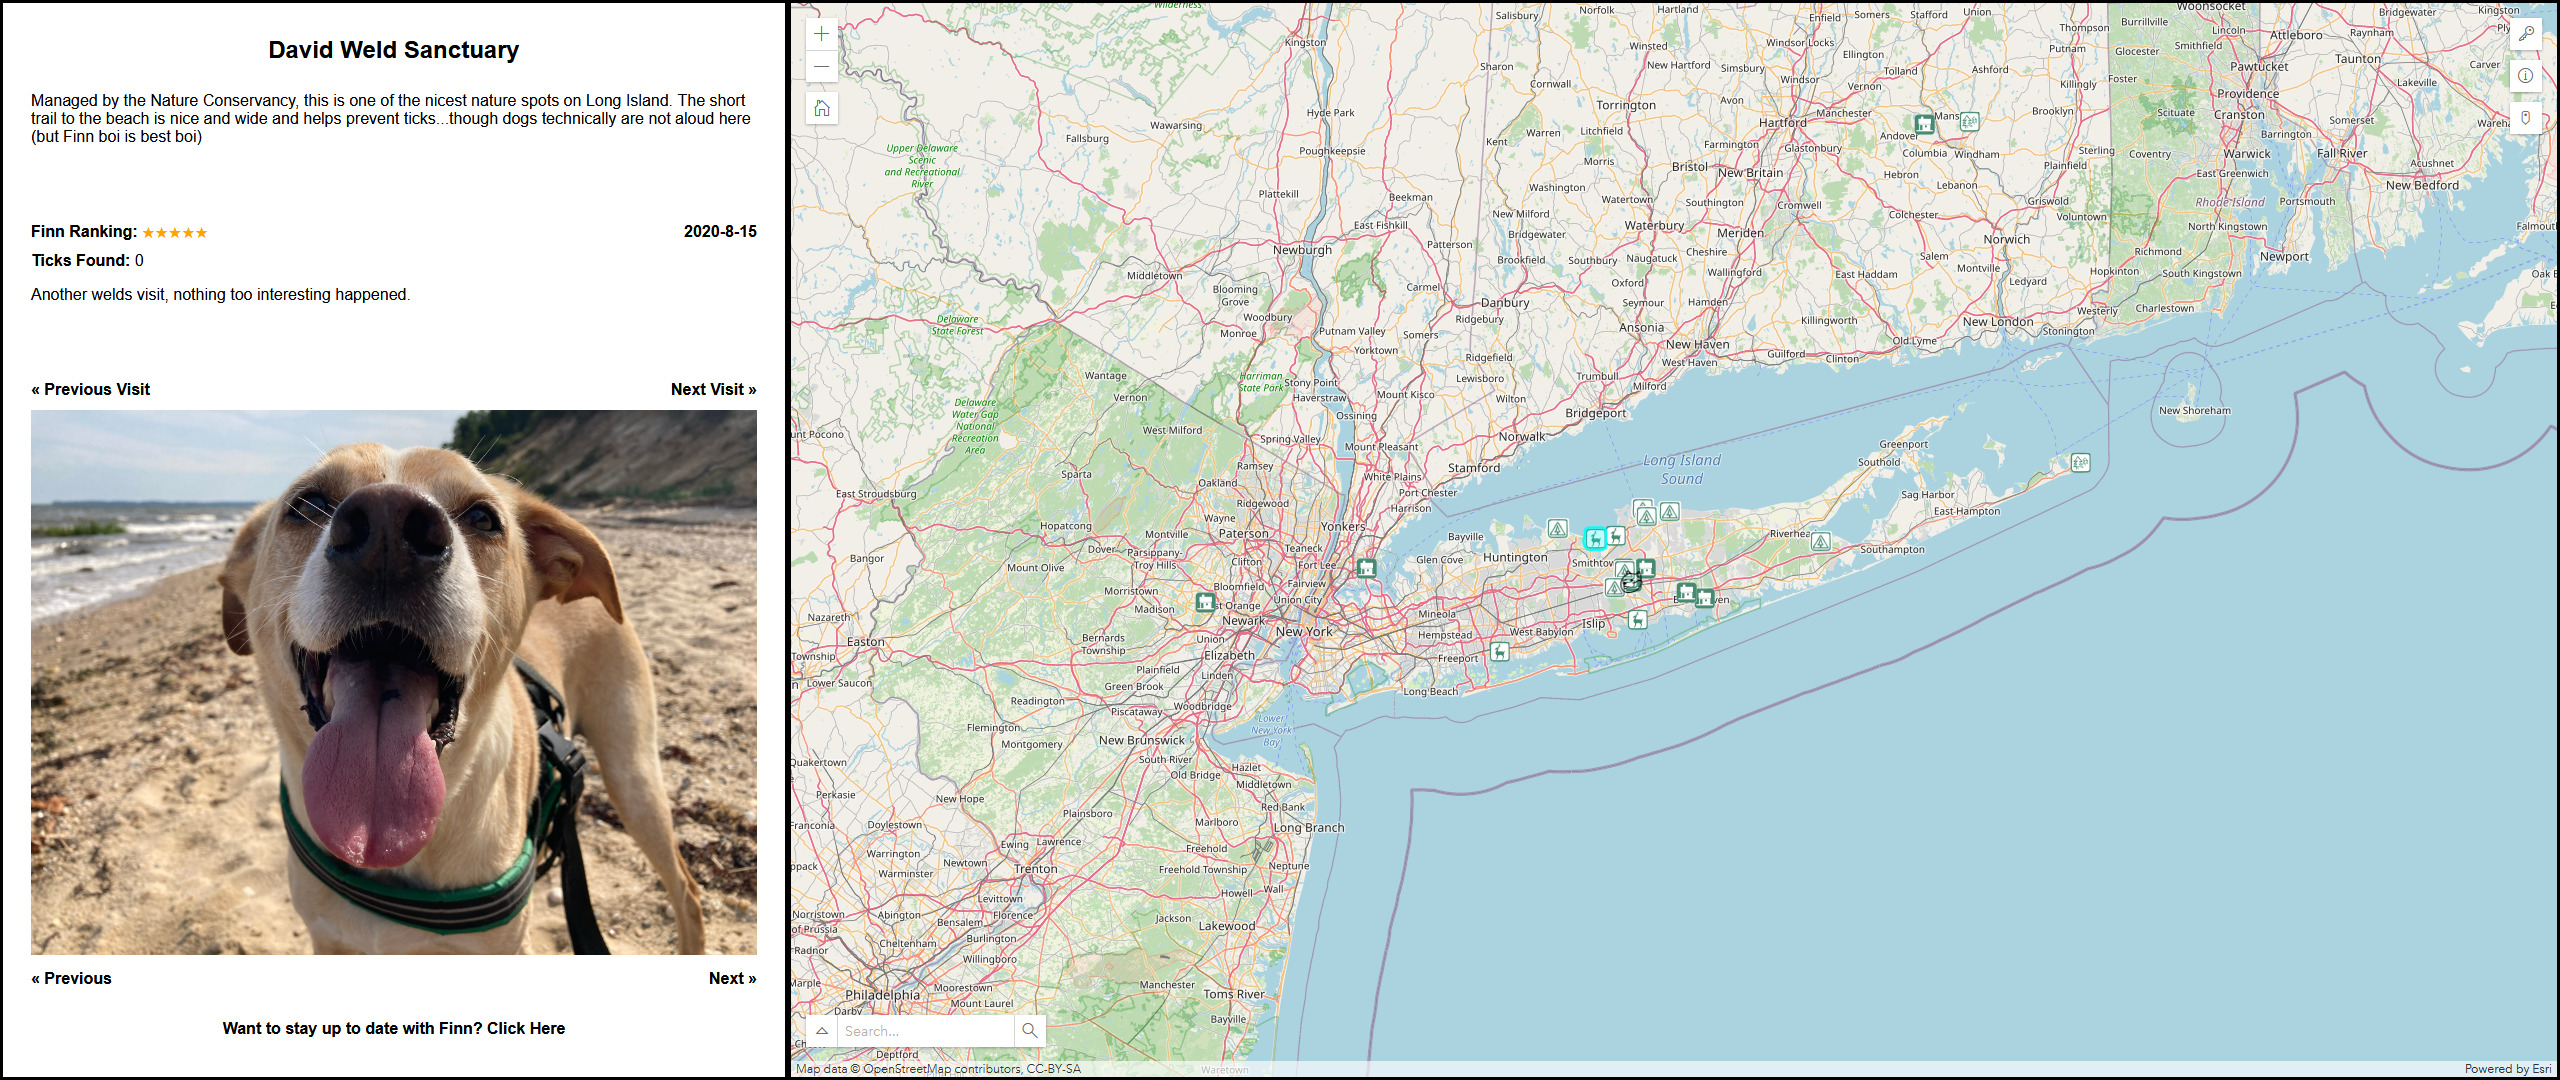 David Weld Sanctuary
Managed by the Nature Conservancy, this is one of the nicest nature spots on Long Island. The short
trail to the beach is nice and wide and helps prevent ticks...though dogs technically are not aloud here
(but Finn boi is best boi)
Finn Ranking: ★★★★★
2020-8-15
Ticks Found: 0
Another welds visit, nothing too interesting happened.
« Previous Visit
Next Visit »
« Previous
Next »
Want to stay up to date with Finn? Click Here
Kingston
Salisbury
Norfolk
Hartland
Enfield
Somers
Stafford
Union
Woonsocket
Bridgewater
Kingston
Thompson
Burrillville
Lincoln
Attleboro
Raynham
Winsted
Windsor Locks
Ellington
Putnam
Smithfield
Sharon
New Hartford
Simsbury
Tolland
Ashford
Glocester
Pawtucket
Taunton
Carver
Cornwall
Vernon
Killingly
Foster
Providence
Lakeville
Hyde Park
Torrington
Avon
Manchester
Brooklyn
Scituate
Cranston
Somerset
Wawarsing
Fallsburg
Warren
Litchfield
Hartford
Andover
Barrington
Upper Delaware
Scenic
and Recreational
River
Poughkeepsie
Kent
Morris
Farmington
Glastonbury
Columbia
Windham
Sterling
Coventry
Warwick
Fall River
Bristol
New Britain
Hebron
Plainfield
East Greenwich
Acushnet
New Bedford
Plattekill
Beekman
Washington
Watertown
Southington
Cromwell
Lebanon
Griswold
Rhode Island
Portsmouth
New Milford
Colchester
Voluntown
East Fishkill
Bridgewater
Waterbury
Meriden
Norwich
North Kingstown
Newburgh
Patterson
Brookfield
Southbury
Naugatuck
Cheshire
Wallingford
Salem
Montville
Richmond
Newport
Middletown
East Haddam
Hopkinton
South Kingstown
Blooming
Grove
Carmel
Oxford
Hamden
Ledyard
Danbury
Seymour
Woodbury
Monroe
Putnam Valley
Somers
Ridgebury
Ansonia
Killingworth
New London
Westerly
Charlestown
Stonington
Delaware
State Forest
Yorktown
Ridgefield
New Haven
West Haven
Guilford
Clinton
Old Lyme
Wantage
Vernon
Harriman
State Park
Stony Point
Haverstraw
Lewisboro
Trumbull
Milford
Mount Kisco
Wilton
Bridgeport
New Shoreham
Delaware
Water Gap
National
Recreation
Area
Ossining
West Milford
Spring Valley
Mount Pleasant
Norwalk
Greenport
Ramsey
Stamford
Long Island
Sound
Southold
Sparta
Oakland
White Plains
Port Chester
Harrison
Sag Harbor
East Hampton
East Stroudsburg
Ridgewood
Wayne
Hopatcong
Montville
Paterson
Yonkers
Bayville
Bangor
Dover
Parsippany-
Troy Hills
Teaneck
Clifton
Fort Lee
Glen Cove
Huntington
Southampton
Mount Olive
Bloomfield
Fairview
Morristown
Madison
Union City
Nazareth
Newark
Mineola
Easton
Bernards
Township
Union
New York
Hempstead
West Babylon
Islip
Elizabeth
Freeport
Plainfield
Linden
Lower Saucon
Green Brook
Long Beach
Readington
Piscataway
Woodbridge
Flemington
Montgomery
New Brunswick
Lower
New York
Bay
South River
Old Bridge
Hazlet
Middletown
Quakertown
Perkasie
New Hope
Plainsboro
Red Bank
Franconia
Doylestown
Marlboro
Long Branch
Warrington
Ewing
Lawrence
Freehold
Newtown
Trenton
Neptune
Warminster
Freehold Township
Wall
Levittown
Howell
Norristown
Abington
Florence
Bensalem
Jackson
Lakewood
Cheltenham
Burlington
Willingboro
Radnor
Marple
Philadelphia
Moorestown
Mount Laurel
Manchester
Toms River
Darby
Bayville
Search...
Deptford
Waretown
Map data © OpenStreetMap contributors, CC-BY-SA
Powered by Esri